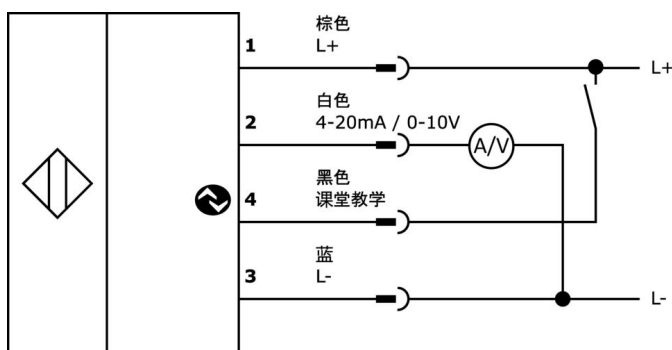 棕色
1 L+
L+
白色
2 4-20mA / 0-10V
A/V
黑色
4 课堂教学
蓝
3 L-
L-